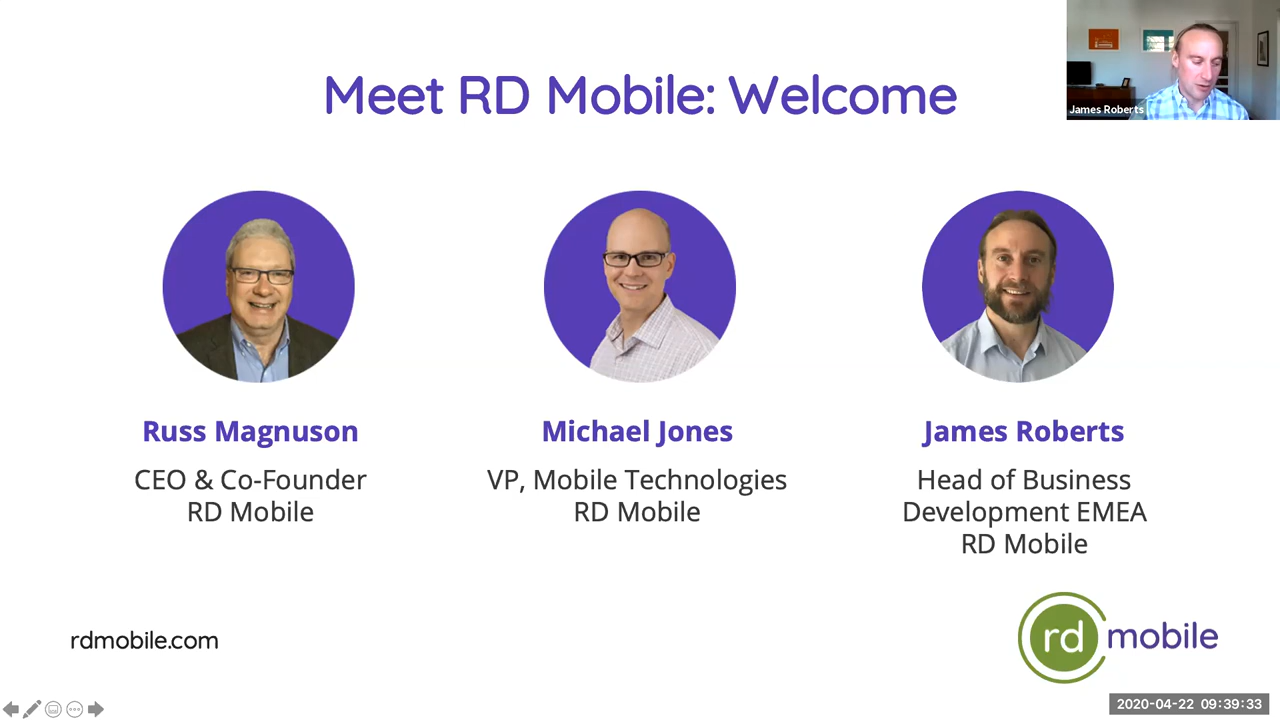 Meet RD Mobile: Welcome
James Roberts
Russ Magnuson
CEO & Co-Founder
RD Mobile
Michael Jones
VP, Mobile Technologies
RD Mobile
James Roberts
Head of Business
Development EMEA
RD Mobile
rdmobile.com
rd mobile
2020-04-22 09:39:33